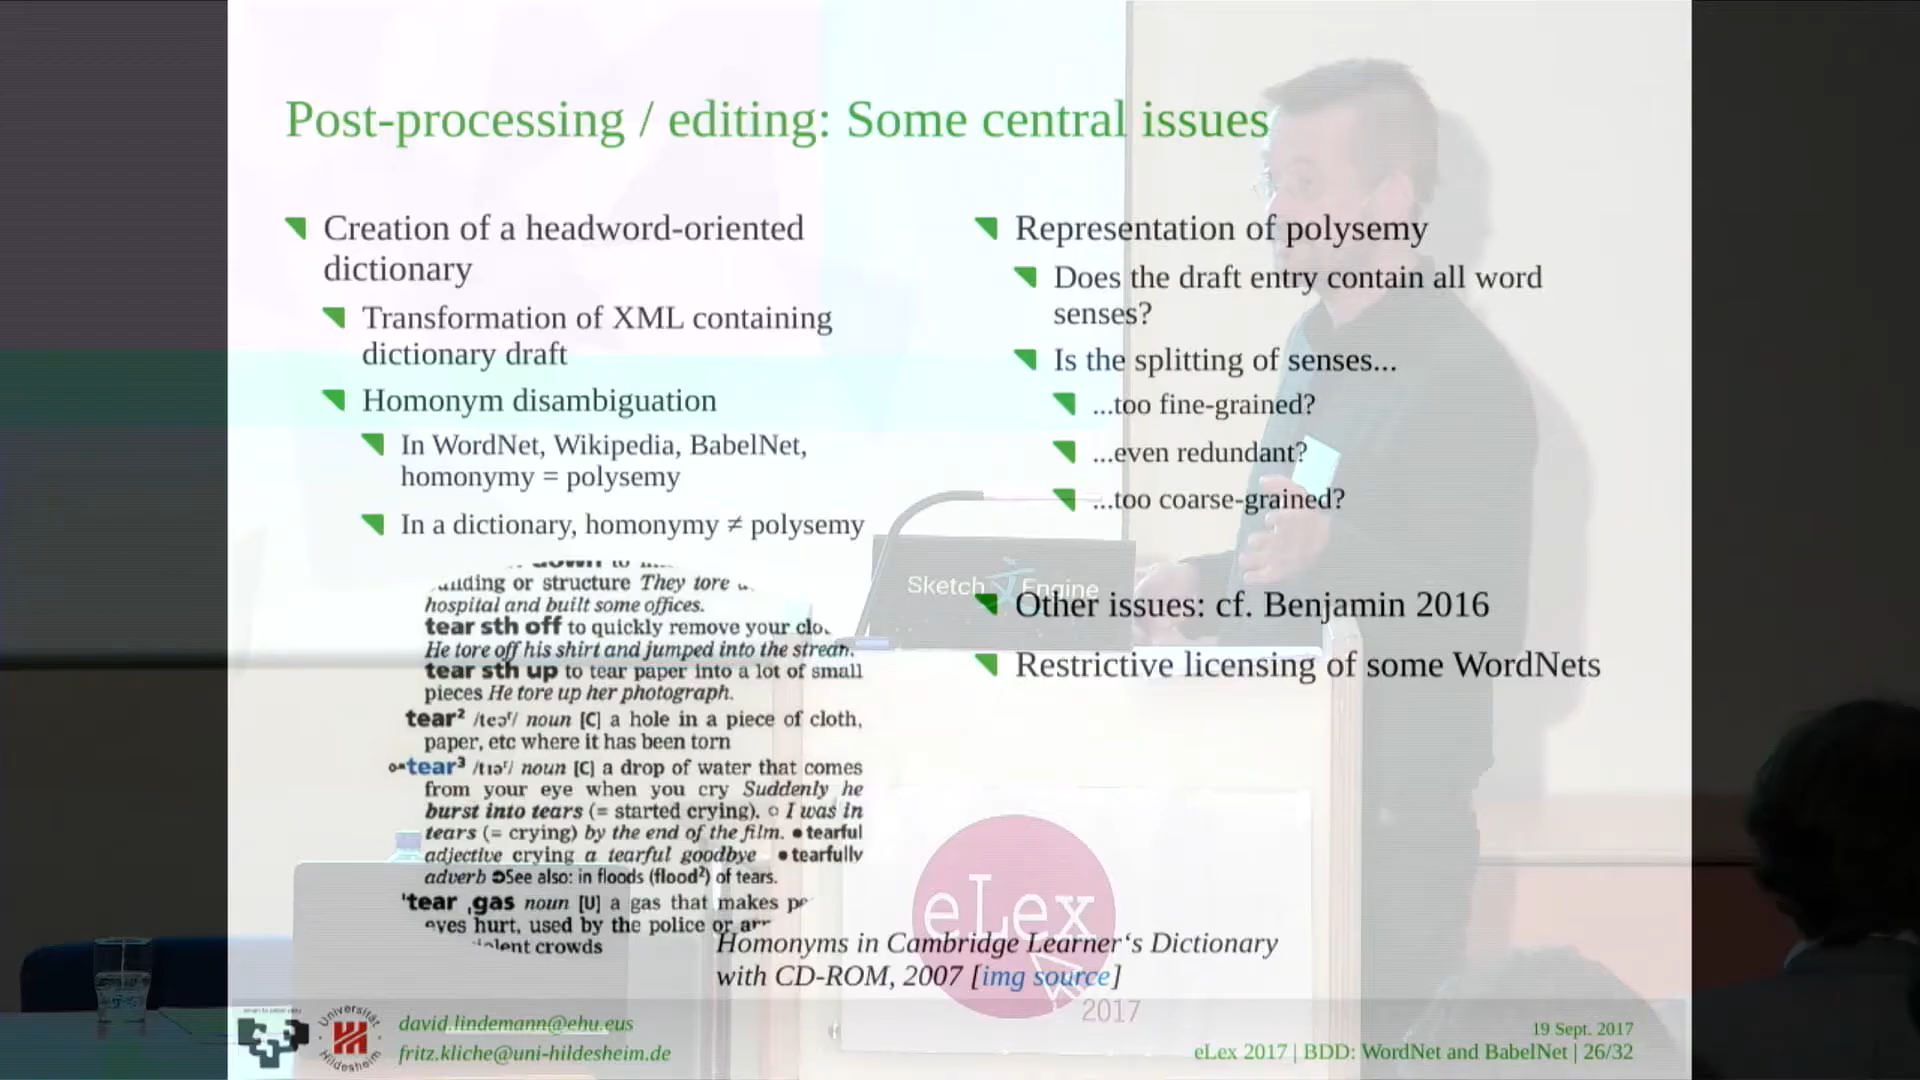 Post-processing / editing: Some central issues
Creation of a headword-oriented
dictionary
Transformation of XML containing
dictionary draft
Homonym disambiguation
In WordNet, Wikipedia, BabelNet,
homonymy = polysemy
In a dictionary, homonymy ≠ polysemy
or structure They tore
hospital and built some offices.
tear sth off to quickly remove your
He tore off his shirt and jumped into the stream.
tear sth up to tear paper into a lot of small
pieces He tore up her photograph.
tear² /teəʳ/ noun [C] a hole in a piece of cloth,
paper, etc where it has been torn
tear³ /tɪəʳ/ noun [C] a drop of water that comes
from your eye when you cry Suddenly he
burst into tears (= started crying). ○ I was in
tears (= crying) by the end of the film. ● tearful
adjective crying a tearful goodbye ● tearfully
adverb ➲See also: in floods (flood²) of tears.
'tear ,gas noun [U] a gas that makes
eyes hurt, used by the police or
crowds
Homonyms in Cambridge Learner‘s Dictionary
with CD-ROM, 2007 [img source]
Representation of polysemy
Does the draft entry contain all word
senses?
Is the splitting of senses...
...too fine-grained?
...even redundant?
...too coarse-grained?
Other issues: cf. Benjamin 2016
Restrictive licensing of some WordNets
Sketch Engine
eLex
2017
Universität
Hildesheim
david.lindemann@ehu.eus
fritz.kliche@uni-hildesheim.de
19 Sept. 2017
eLex 2017 | BDD: WordNet and BabelNet | 26/32